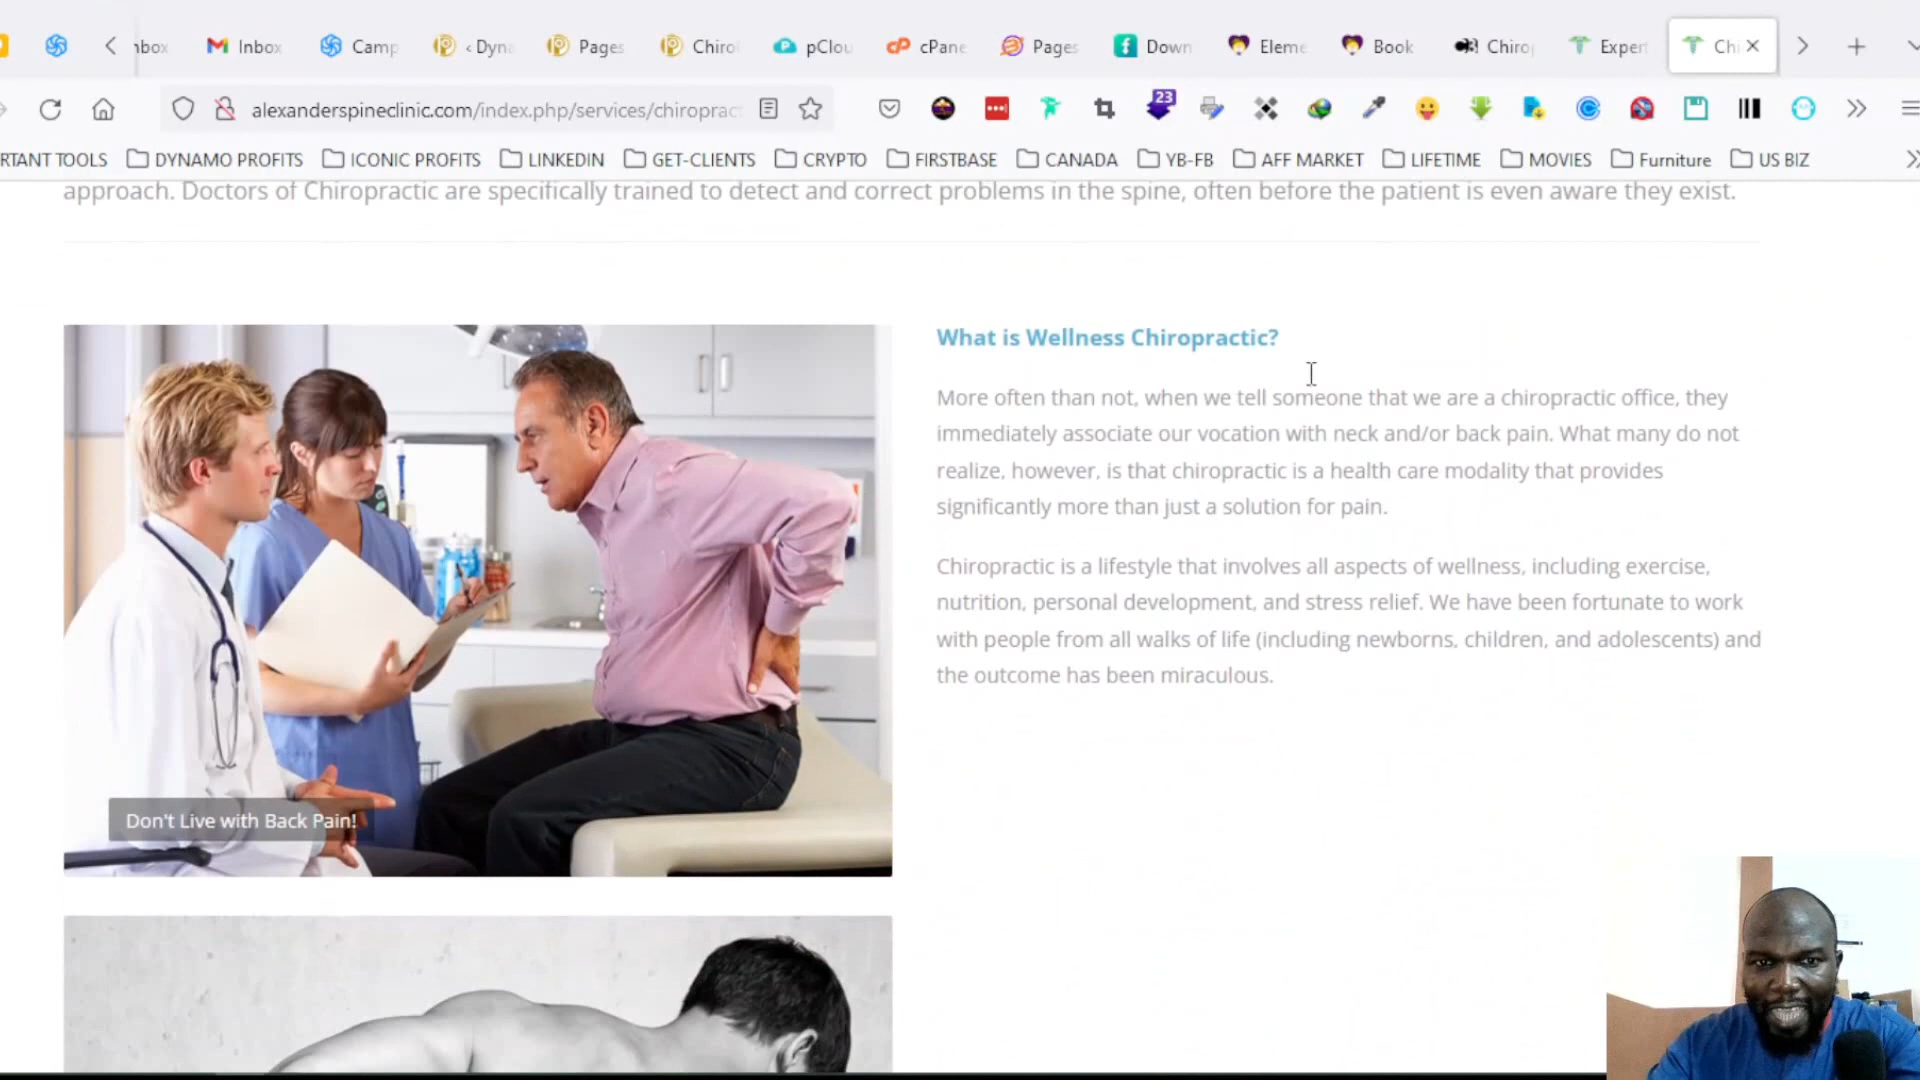 nbox
Inbox
Camp
‹ Dyna
Pages
Chiro
pClou
cPane
Pages
Down
Eleme
Book
Chiro
Exper
Chi
alexanderspineclinic.com/index.php/services/chiropract
23
RTANT TOOLS
DYNAMO PROFITS
ICONIC PROFITS
LINKEDIN
GET-CLIENTS
CRYPTO
FIRSTBASE
CANADA
YB-FB
AFF MARKET
LIFETIME
MOVIES
Furniture
US BIZ
approach. Doctors of Chiropractic are specifically trained to detect and correct problems in the spine, often before the patient is even aware they exist.
What is Wellness Chiropractic?
More often than not, when we tell someone that we are a chiropractic office, they
immediately associate our vocation with neck and/or back pain. What many do not
realize, however, is that chiropractic is a health care modality that provides
significantly more than just a solution for pain.
Chiropractic is a lifestyle that involves all aspects of wellness, including exercise,
nutrition, personal development, and stress relief. We have been fortunate to work
with people from all walks of life (including newborns, children, and adolescents) and
the outcome has been miraculous.
Don't Live with Back Pain!